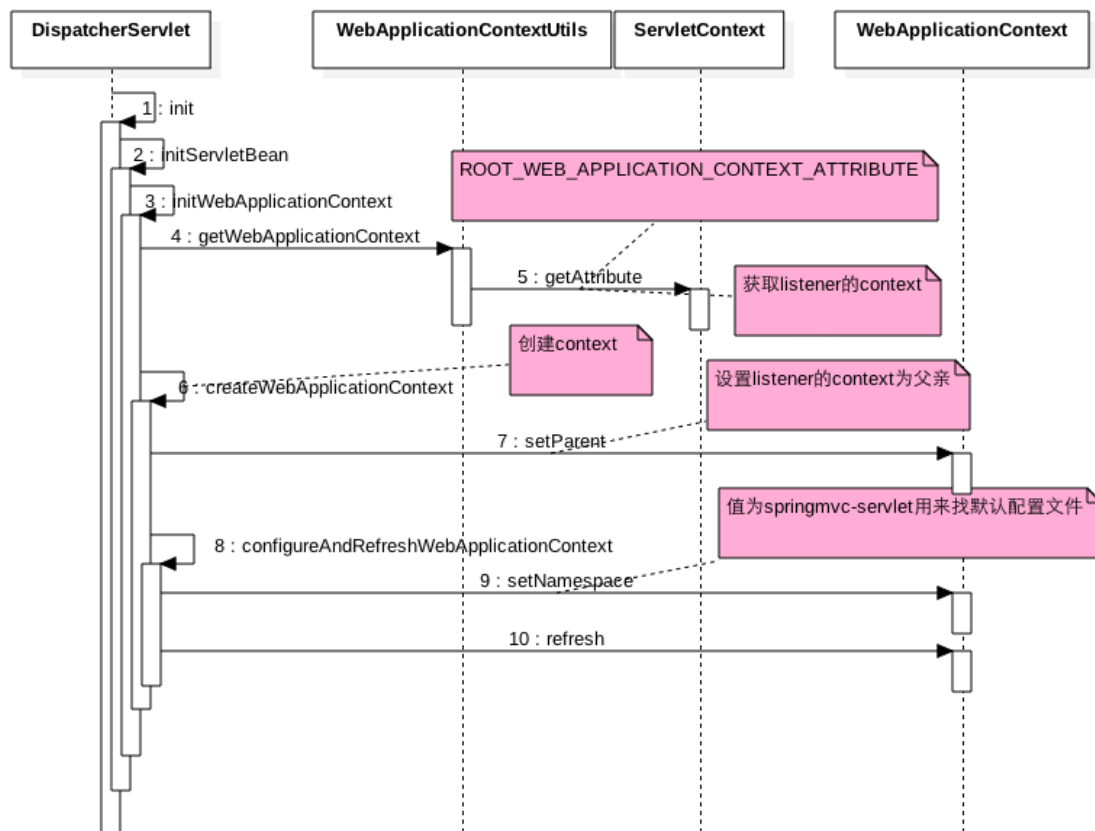 DispatcherServlet
WebApplicationContextUtils
ServletContext
WebApplicationContext
1 : init
2 : initServletBean
ROOT_WEB_APPLICATION_CONTEXT_ATTRIBUTE
3 : initWebApplicationContext
4 : getWebApplicationContext
5 : getAttribute
获取listener的context
创建context
设置listener的context为父亲
6 : createWebApplicationContext
7 : setParent
值为springmvc-servlet用来找默认配置文件
8 : configureAndRefreshWebApplicationContext
9 : setNamespace
10 : refresh